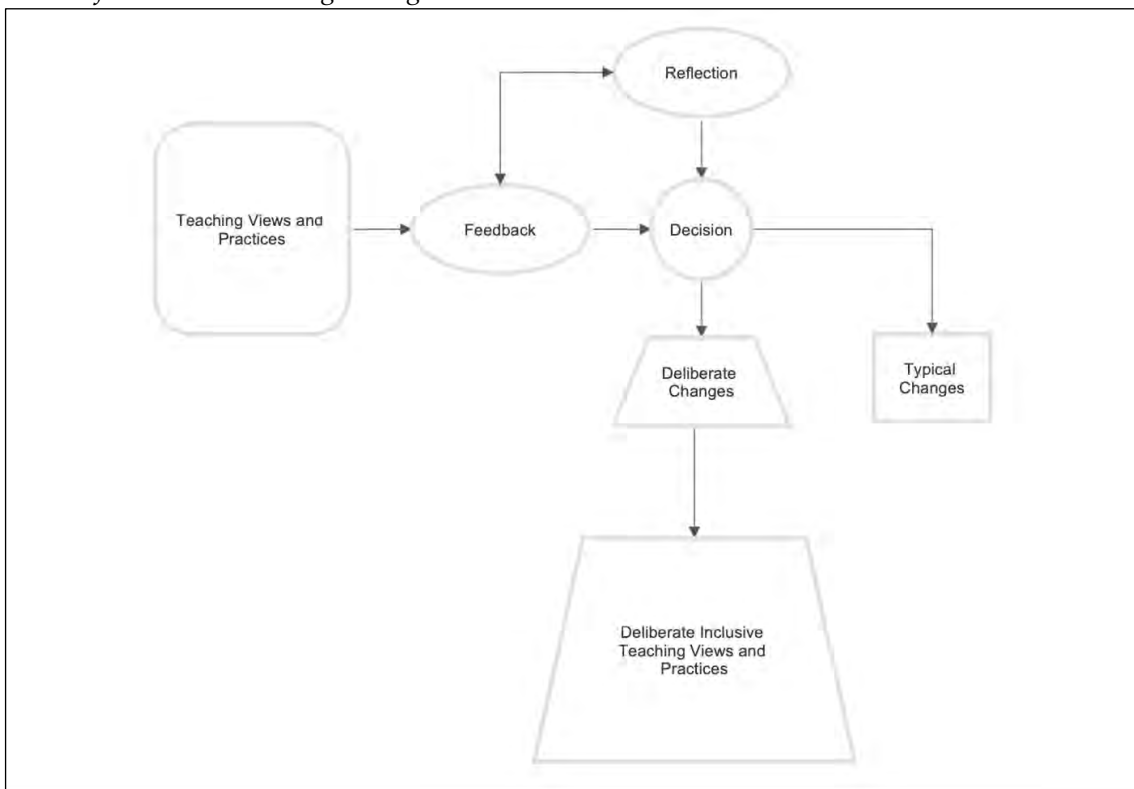 Reflection
Teaching Views and
Practices
Feedback
Decision
Deliberate
Changes
Typical
Changes
Deliberate Inclusive
Teaching Views and
Practices